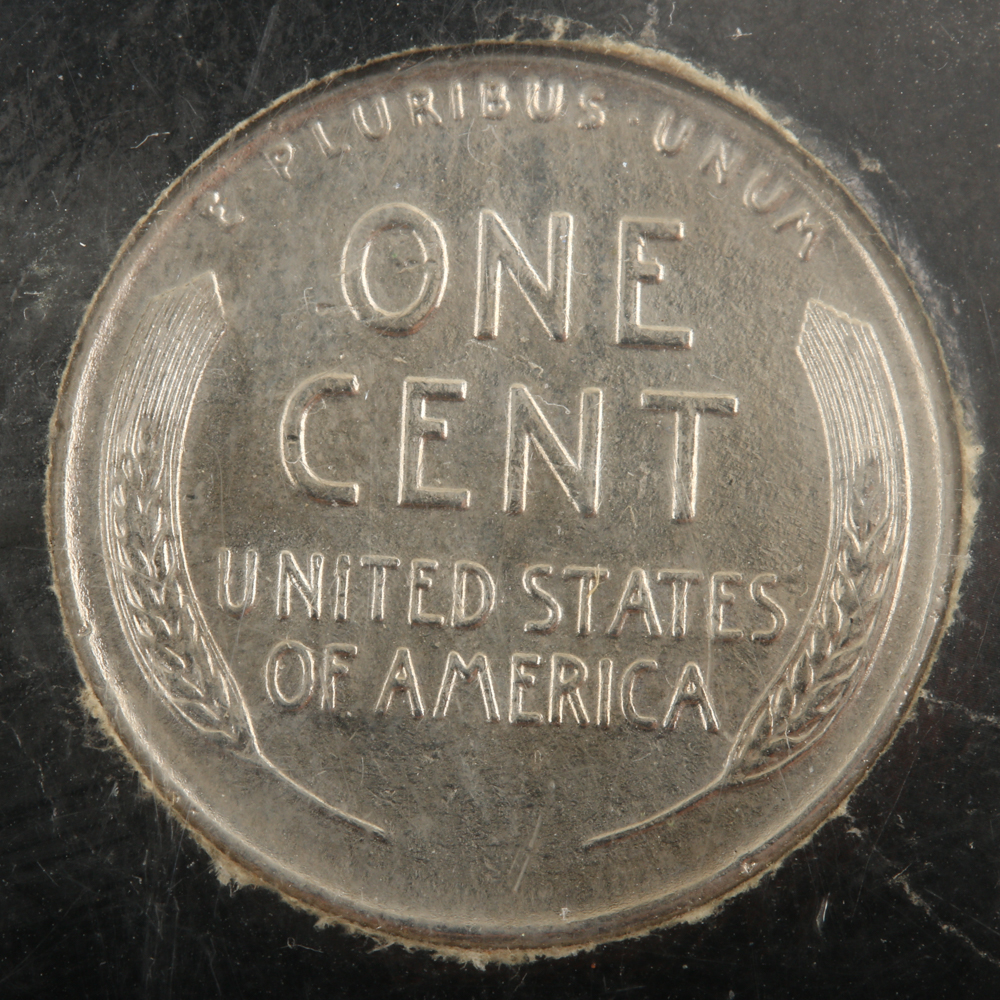 E·PLURIBUS·UNUM
ONE
CENT
UNITED STATES
OF AMERICA